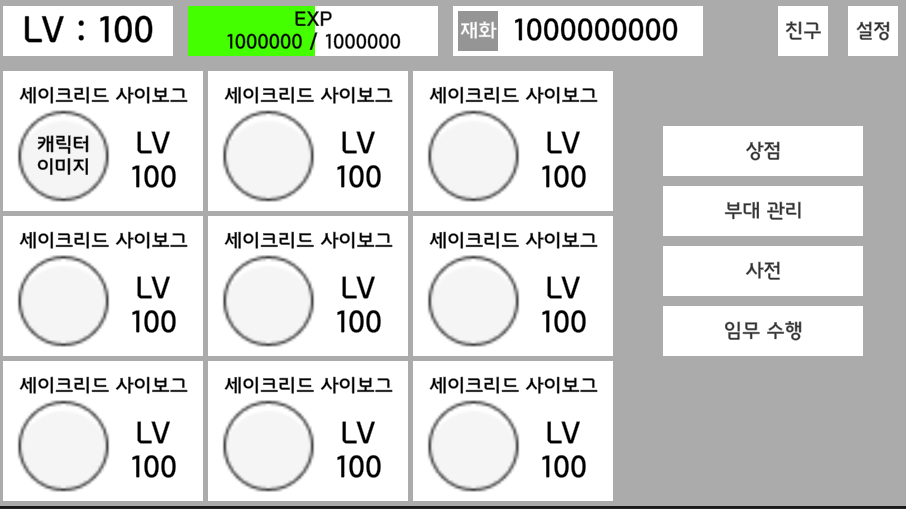 LV : 100
EXP
1000000 / 1000000
재화 1000000000
친구
설정
세이크리드 사이보그
캐릭터
이미지
LV
100
세이크리드 사이보그
LV
100
세이크리드 사이보그
LV
100
세이크리드 사이보그
LV
100
세이크리드 사이보그
LV
100
세이크리드 사이보그
LV
100
세이크리드 사이보그
LV
100
세이크리드 사이보그
LV
100
세이크리드 사이보그
LV
100
상점
부대 관리
사전
임무 수행